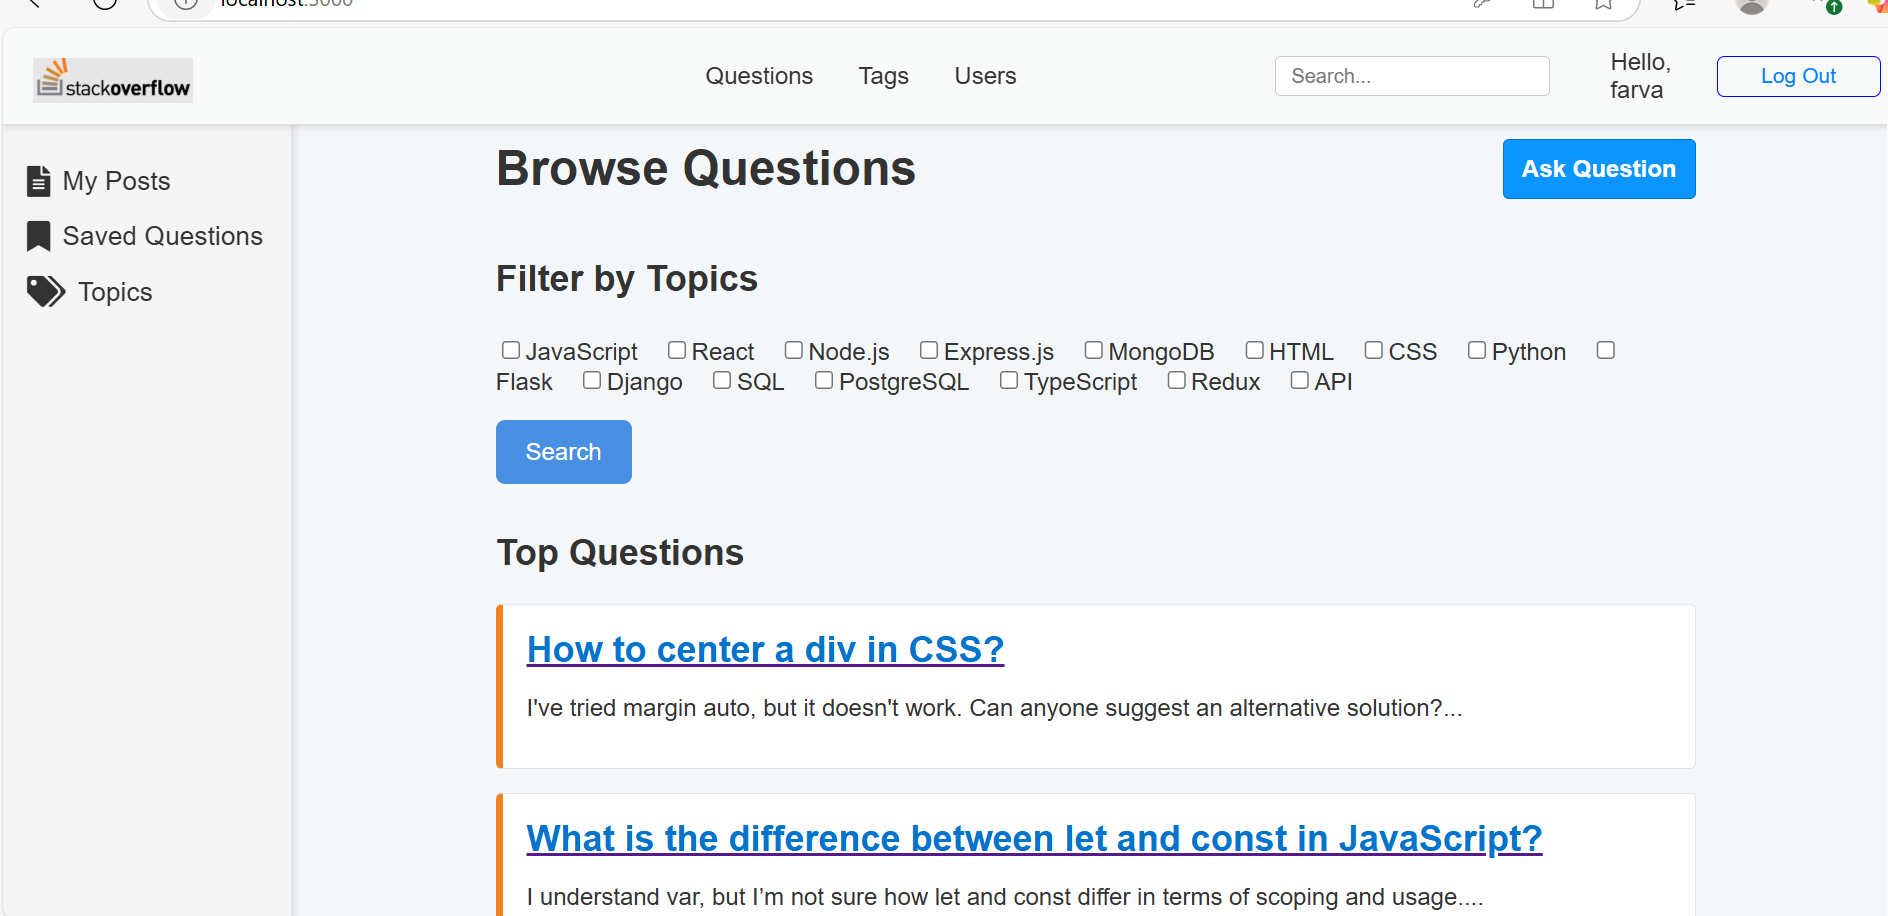 localhost:3000
stackoverflow
Questions Tags Users
Search...
Hello,
farva
Log Out
My Posts
Saved Questions
Topics
Browse Questions
Ask Question
Filter by Topics
JavaScript React Node.js Express.js MongoDB HTML CSS Python
Flask Django SQL PostgreSQL TypeScript Redux API
Search
Top Questions
How to center a div in CSS?
I've tried margin auto, but it doesn't work. Can anyone suggest an alternative solution?...
What is the difference between let and const in JavaScript?
I understand var, but I’m not sure how let and const differ in terms of scoping and usage....